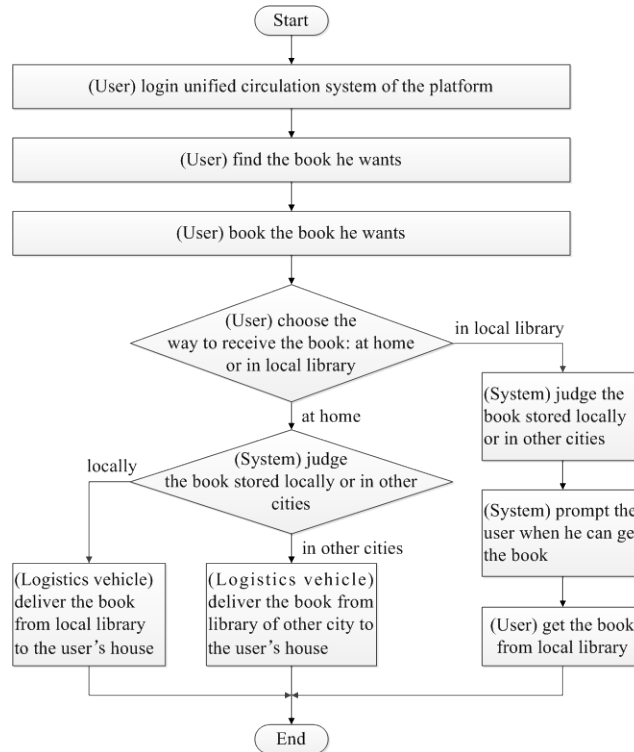 Start
(User) login unified circulation system of the platform
(User) find the book he wants
(User) book the book he wants
(User) choose the
way to receive the book: at home
or in local library
in local library
at home
(System) judge the
book stored locally
or in other cities
(System) judge
the book stored locally or in other
cities
locally
in other cities
(System) prompt the
user when he can ge
the book
(Logistics vehicle)
deliver the book
from local library
to the user's house
(Logistics vehicle)
deliver the book from
library of other city to
the user's house
(User) get the book
from local library
End